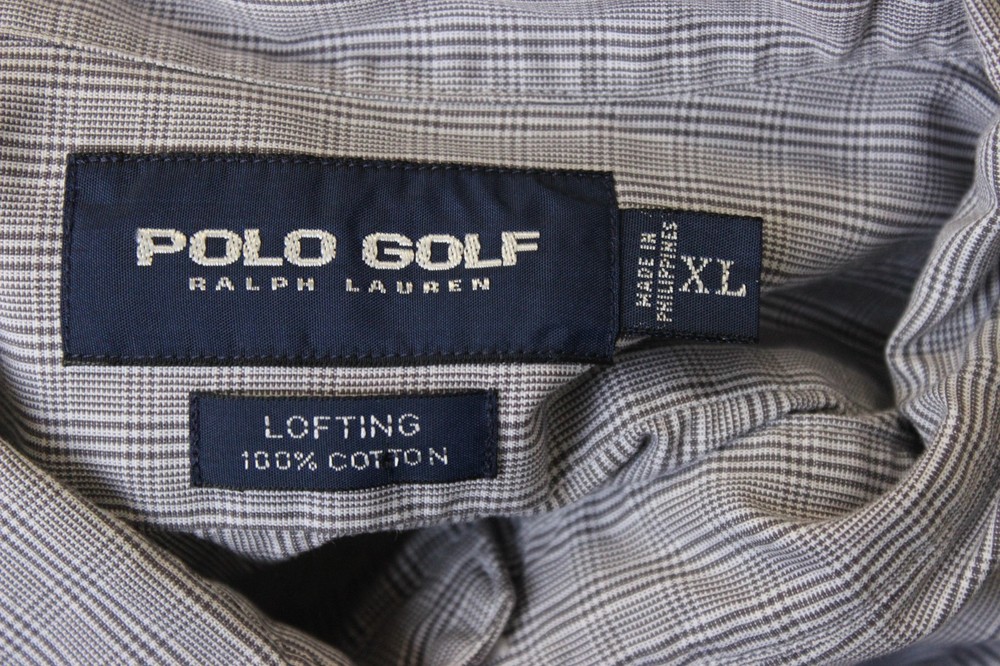 POLO GOLF
RALPH LAUREN
MADE IN
PHILIPPINES
XL
LOFTING
100% COTTON